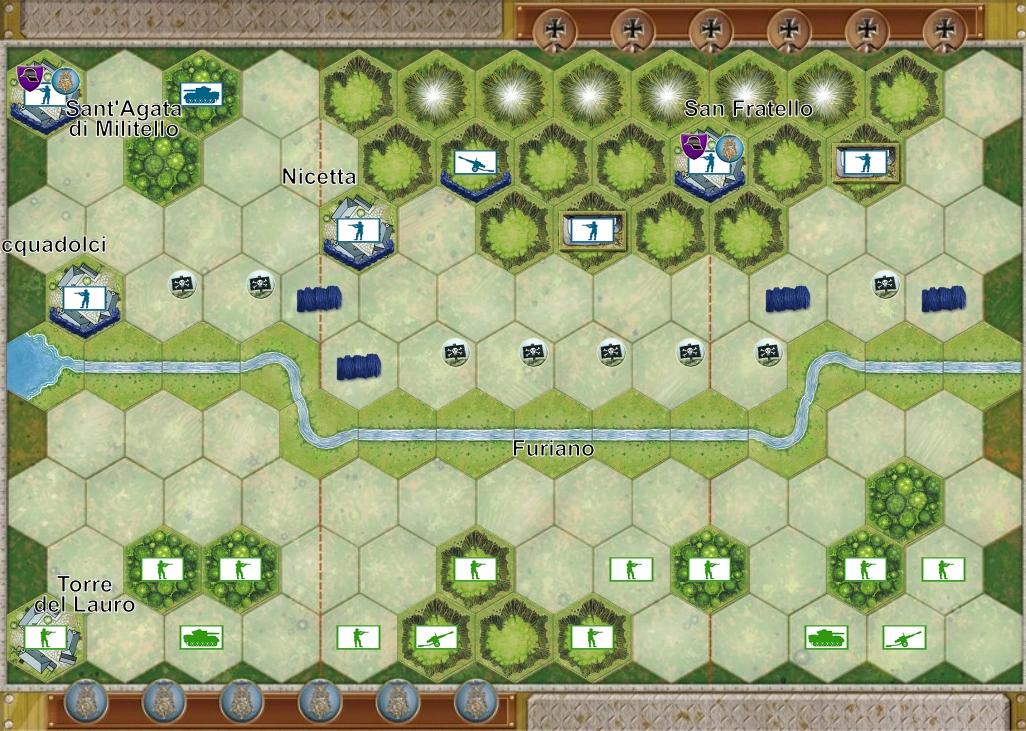 Sant'Agata
di Militello
San Fratello
Nicetta
cquadolci
Furiano
Torre
del Lauro